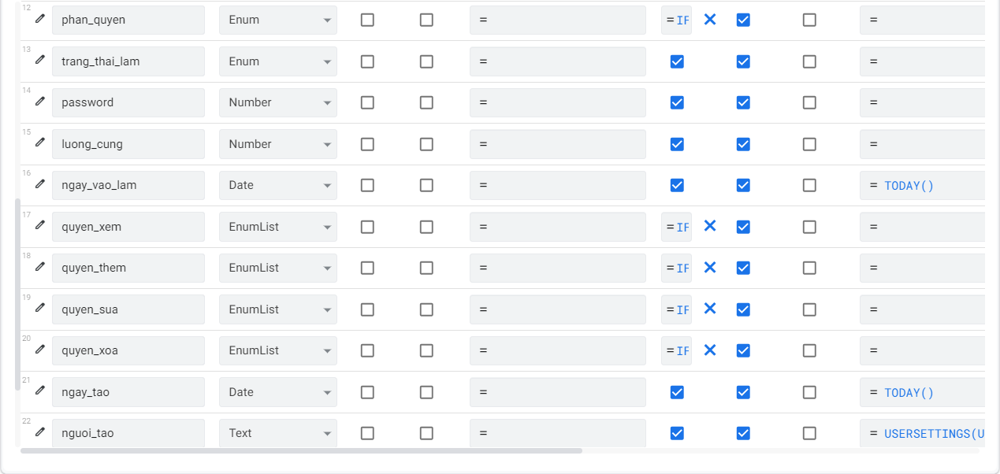 12 phan_quyen Enum = = IF =
13 trang_thai_lam Enum = =
14 password Number = =
15 luong_cung Number = =
16 ngay_vao_lam Date = = TODAY()
17 quyen_xem EnumList = = IF =
18 quyen_them EnumList = = IF =
19 quyen_sua EnumList = = IF =
20 quyen_xoa EnumList = = IF =
21 ngay_tao Date = = TODAY()
22 nguoi_tao Text = = USERSETTINGS(U